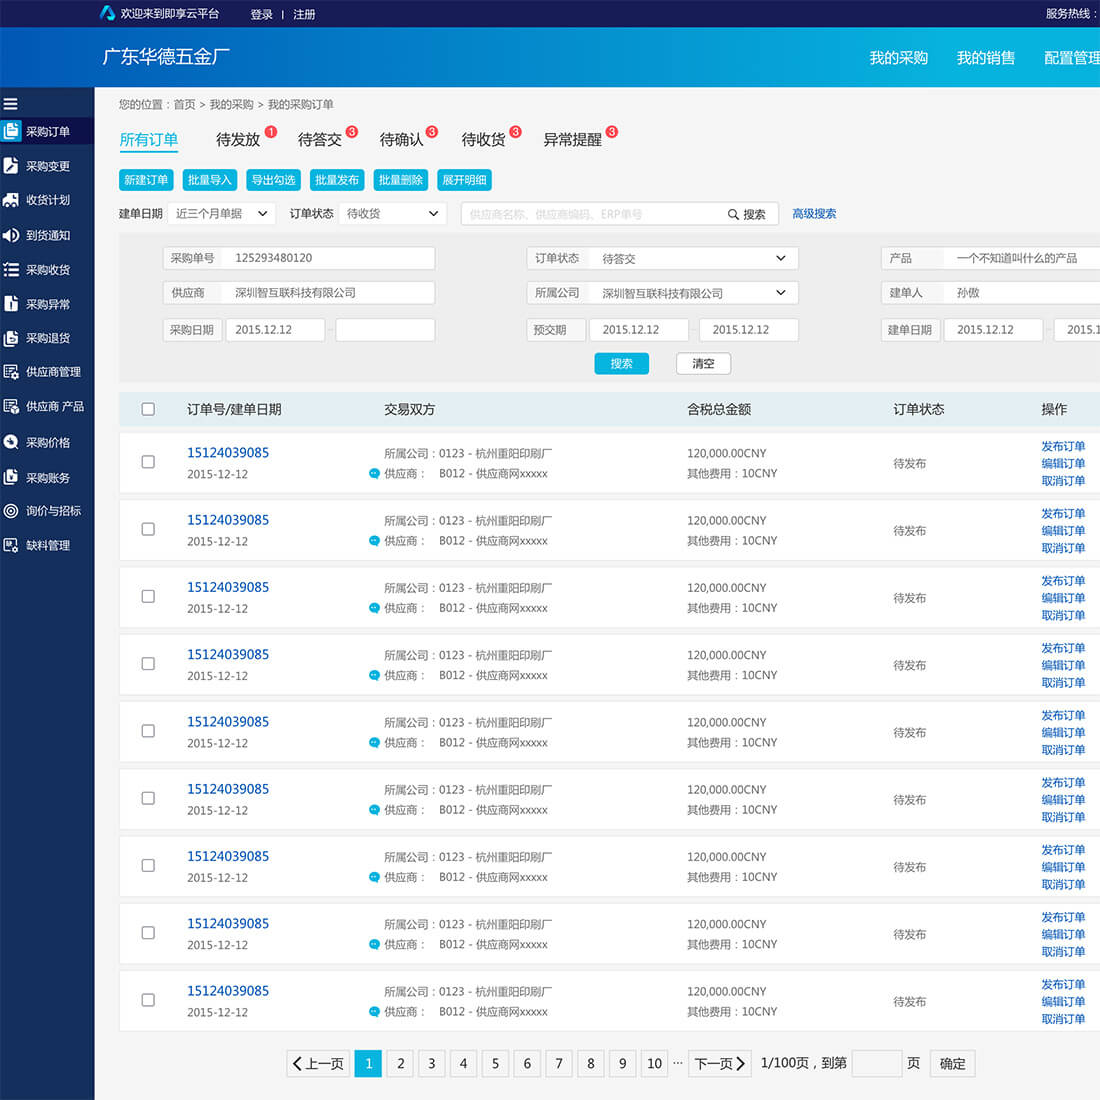 欢迎来到即享云平台 登录 | 注册 服务热线：
广东华德五金厂 我的采购 我的销售 配置管理
您的位置：首页 > 我的采购 > 我的采购订单
采购订单
采购变更
收货计划
到货通知
采购收货
采购异常
采购退货
供应商管理
供应商 产品
采购价格
采购账务
询价与招标
缺料管理
所有订单 待发放 1 待答交 3 待确认 3 待收货 3 异常提醒 3
新建订单 批量导入 导出勾选 批量发布 批量删除 展开明细
建单日期 近三个月单据 订单状态 待收货 供应商名称、供应商编码、ERP单号 搜索 高级搜索
采购单号 125293480120 订单状态 待答交 产品 一个不知道叫什么的产品
供应商 深圳智互联科技有限公司 所属公司 深圳智互联科技有限公司 建单人 孙傲
采购日期 2015.12.12 - 预交期 2015.12.12 - 2015.12.12 建单日期 2015.12.12 - 2015.1
搜索 清空
订单号/建单日期 交易双方 含税总金额 订单状态 操作
15124039085 所属公司：0123 - 杭州重阳印刷厂 120,000.00CNY 待发布 发布订单
编辑订单
2015-12-12 供应商： B012 - 供应商网xxxxx 其他费用：10CNY 取消订单
15124039085 所属公司：0123 - 杭州重阳印刷厂 120,000.00CNY 待发布 发布订单
编辑订单
2015-12-12 供应商： B012 - 供应商网xxxxx 其他费用：10CNY 取消订单
15124039085 所属公司：0123 - 杭州重阳印刷厂 120,000.00CNY 待发布 发布订单
编辑订单
2015-12-12 供应商： B012 - 供应商网xxxxx 其他费用：10CNY 取消订单
15124039085 所属公司：0123 - 杭州重阳印刷厂 120,000.00CNY 待发布 发布订单
编辑订单
2015-12-12 供应商： B012 - 供应商网xxxxx 其他费用：10CNY 取消订单
15124039085 所属公司：0123 - 杭州重阳印刷厂 120,000.00CNY 待发布 发布订单
编辑订单
2015-12-12 供应商： B012 - 供应商网xxxxx 其他费用：10CNY 取消订单
15124039085 所属公司：0123 - 杭州重阳印刷厂 120,000.00CNY 待发布 发布订单
编辑订单
2015-12-12 供应商： B012 - 供应商网xxxxx 其他费用：10CNY 取消订单
15124039085 所属公司：0123 - 杭州重阳印刷厂 120,000.00CNY 待发布 发布订单
编辑订单
2015-12-12 供应商： B012 - 供应商网xxxxx 其他费用：10CNY 取消订单
15124039085 所属公司：0123 - 杭州重阳印刷厂 120,000.00CNY 待发布 发布订单
编辑订单
2015-12-12 供应商： B012 - 供应商网xxxxx 其他费用：10CNY 取消订单
15124039085 所属公司：0123 - 杭州重阳印刷厂 120,000.00CNY 待发布 发布订单
编辑订单
2015-12-12 供应商： B012 - 供应商网xxxxx 其他费用：10CNY 取消订单
上一页 1 2 3 4 5 6 7 8 9 10 ··· 下一页 1/100页，到第 页 确定